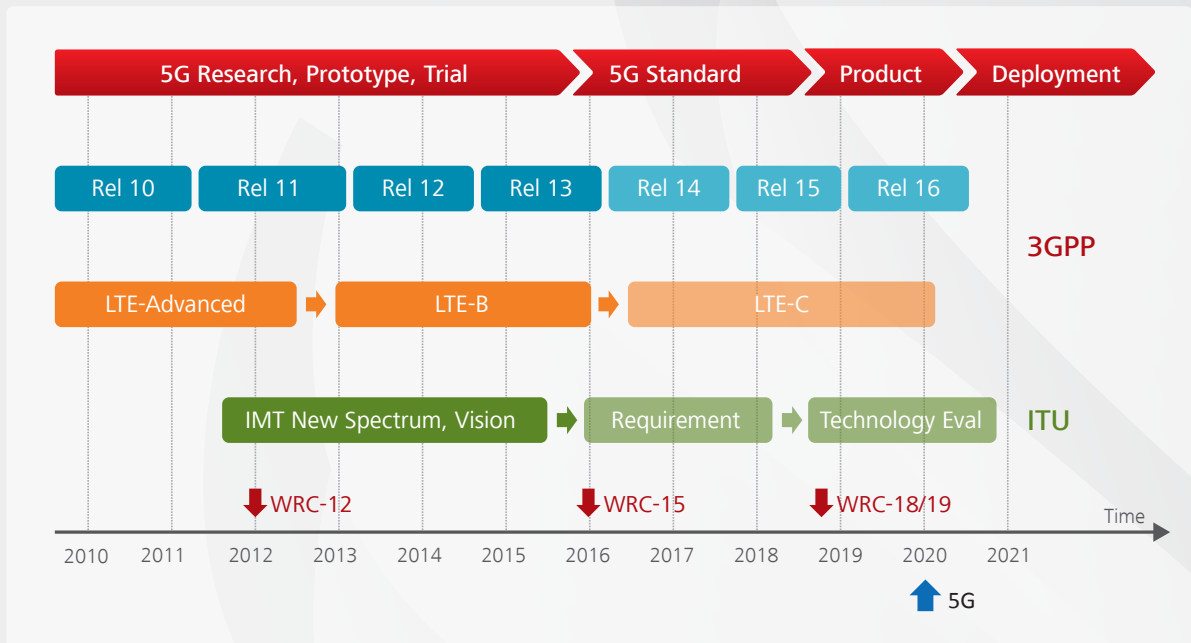 5G Research, Prototype, Trial
5G Standard
Product
Deployment
Rel 10
Rel 11
Rel 12
Rel 13
Rel 14
Rel 15
Rel 16
3GPP
LTE-Advanced
LTE-B
LTE-C
IMT New Spectrum, Vision
Requirement
Technology Eval
ITU
WRC-12
WRC-15
WRC-18/19
Time
2010
2011
2012
2013
2014
2015
2016
2017
2018
2019
2020
2021
5G